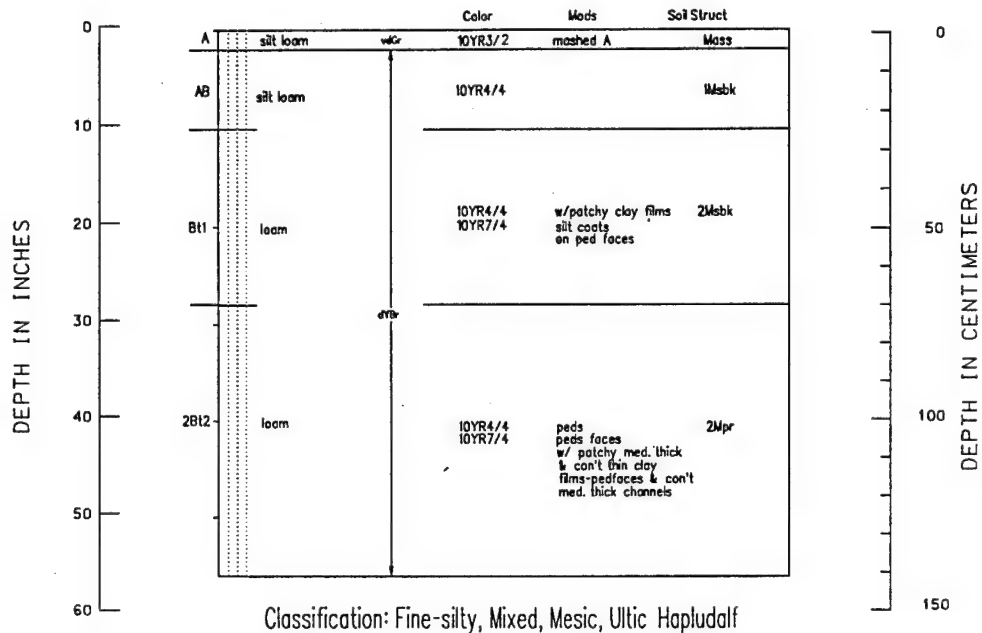 Color Mods Soil Struct
A silt loam vdGr 10YR3/2 mashed A Mass
AB silt loam 10YR4/4 1Msbk
Bt1 loam 10YR4/4 w/patchy clay films 2Msbk
10YR7/4 silt coats
on ped faces
dYBr
2Bt2 loam 10YR4/4 peds 2Mpr
10YR7/4 peds faces
w/ patchy med. thick
& con't thin clay
films-pedfaces & con't
med. thick channels
DEPTH IN INCHES
0
10
20
30
40
50
60
DEPTH IN CENTIMETERS
0
50
100
150
Classification: Fine-silty, Mixed, Mesic, Ultic Hapludalf